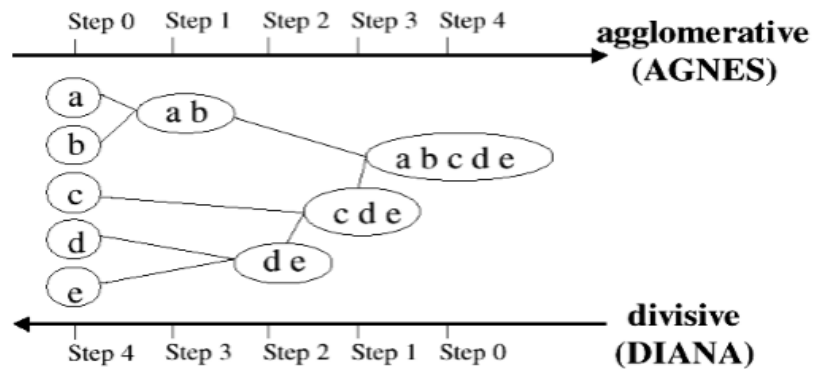 Step 0 Step 1 Step 2 Step 3 Step 4
agglomerative
(AGNES)
a
a b
b
a b c d e
c
c d e
d
d e
e
divisive
(DIANA)
Step 4 Step 3 Step 2 Step 1 Step 0